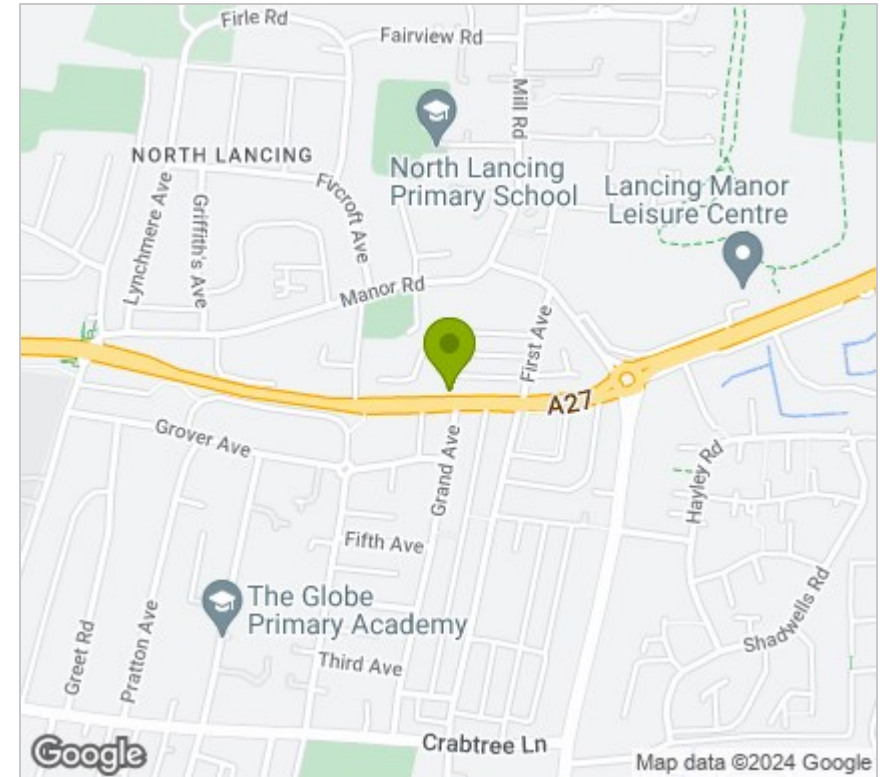 Firle Rd
Fairview Rd
Mill Rd
NORTH LANCING
North Lancing
Primary School
Lancing Manor
Leisure Centre
Lynchmere Ave
Griffith's Ave
Fircroft Ave
Manor Rd
First Ave
A27
Grover Ave
Grand Ave
Hayley Rd
Fifth Ave
The Globe
Primary Academy
Greet Rd
Pratton Ave
Third Ave
Shadwells Rd
Crabtree Ln
Google
Map data ©2024 Google